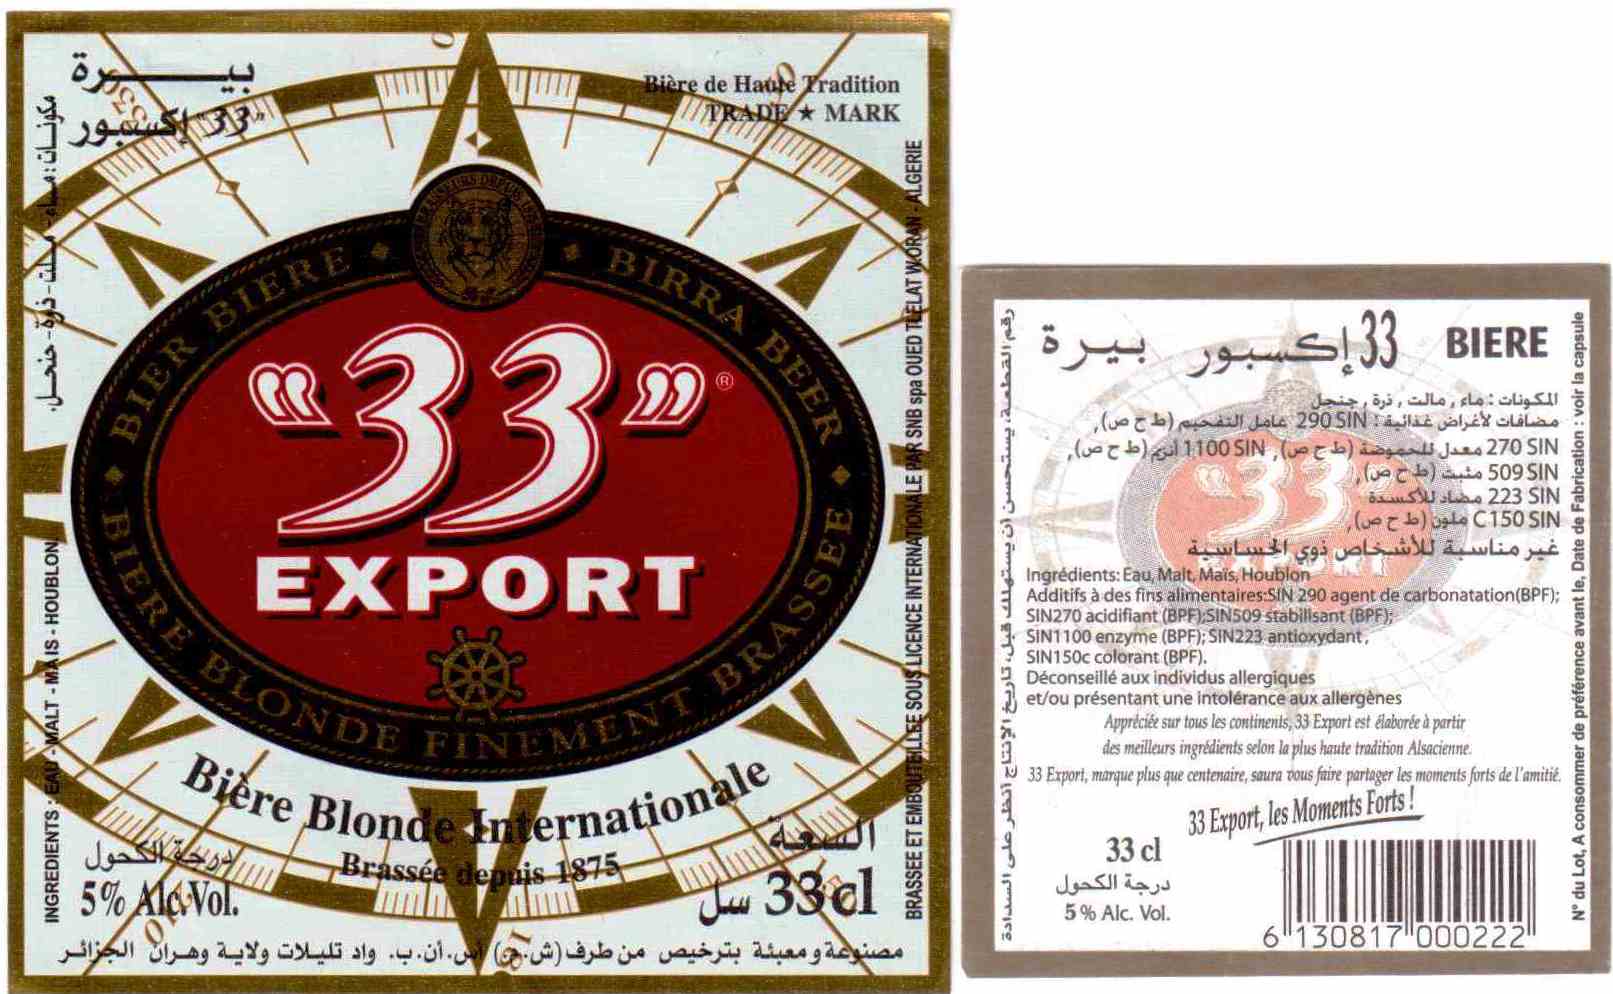 بيـــــرة
"33" إكسبور
Bière de Haute Tradition
TRADE ★ MARK
مكونات: ماء - ملت - ذرة - حنجل.
INGREDIENTS : EAU - MALT - MAIS - HOUBLON
BIER BIERE ◆ BIRRA BEER
"33"®
EXPORT
BIERE BLONDE FINEMENT BRASSEE
Bière Blonde Internationale
Brassée depuis 1875
درجة الكحول
5% Alc.Vol.
السعة
33cl سل
BRASSEE ET EMBOUTEILLEE SOUS LICENCE INTERNATIONALE PAR SNB spa OUED TLELAT W.ORAN - ALGERIE
مصنوعة و معبئة بترخيص من طرف (ش.م) أس.أن.ب. واد تليلات ولاية وهران الجزائر
33 إكسبور بيرة BIERE
المكونات : ماء , مالت , ذرة , جنجل
مضافات لأغراض غذائية : 290 SIN عامل التفحيم (ط ح ص),
270 SIN معدل للحموضة (ط ح ص), 1100 SIN أنزيم (ط ح ص),
509 SIN مثبت (ط ح ص),
223 SIN مضاد للأكسدة
C 150 SIN ملون (ط ح ص),
غير مناسبة للأشخاص ذوي الحساسية
"33"
EXPORT
Ingrédients: Eau, Malt, Maïs, Houblon
Additifs à des fins alimentaires:SIN 290 agent de carbonatation(BPF);
SIN270 acidifiant (BPF);SIN509 stabilisant (BPF);
SIN1100 enzyme (BPF); SIN223 antioxydant,
SIN150c colorant (BPF).
Déconseillé aux individus allergiques
et/ou présentant une intolérance aux allergènes
Appréciée sur tous les continents, 33 Export est élaborée à partir
des meilleurs ingrédients selon la plus haute tradition Alsacienne.
33 Export, marque plus que centenaire, saura vous faire partager les moments forts de l'amitié.
33 Export, les Moments Forts !
33 cl
درجة الكحول
5 % Alc. Vol.
6 130817 000222
رقم القطعة، يستحسن أن يستهلك قبل، تاريخ الإنتاج أنظر على السدادة
N° du Lot, A consommer de préférence avant le, Date de Fabrication : voir la capsule